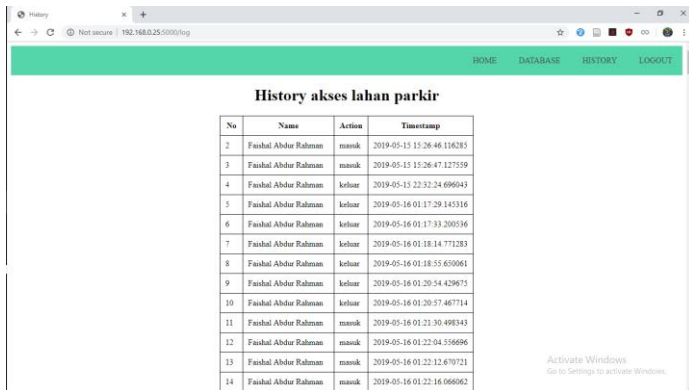 History
Not secure | 192.168.0.25:5000/log
HOME DATABASE HISTORY LOGOUT
History akses lahan parkir
No Name Action Timestamp
2 Faishal Abdur Rahman masuk 2019-05-15 15:26:46.116285
3 Faishal Abdur Rahman masuk 2019-05-15 15:26:47.127559
4 Faishal Abdur Rahman keluar 2019-05-15 22:32:24.696043
5 Faishal Abdur Rahman keluar 2019-05-16 01:17:29.145316
6 Faishal Abdur Rahman keluar 2019-05-16 01:17:33.200536
7 Faishal Abdur Rahman keluar 2019-05-16 01:18:14.771283
8 Faishal Abdur Rahman keluar 2019-05-16 01:18:55.650061
9 Faishal Abdur Rahman keluar 2019-05-16 01:20:54.429675
10 Faishal Abdur Rahman keluar 2019-05-16 01:20:57.467714
11 Faishal Abdur Rahman masuk 2019-05-16 01:21:30.498343
12 Faishal Abdur Rahman masuk 2019-05-16 01:22:04.556696
13 Faishal Abdur Rahman masuk 2019-05-16 01:22:12.670721
14 Faishal Abdur Rahman masuk 2019-05-16 01:22:16.066062
Activate Windows
Go to Settings to activate Windows.